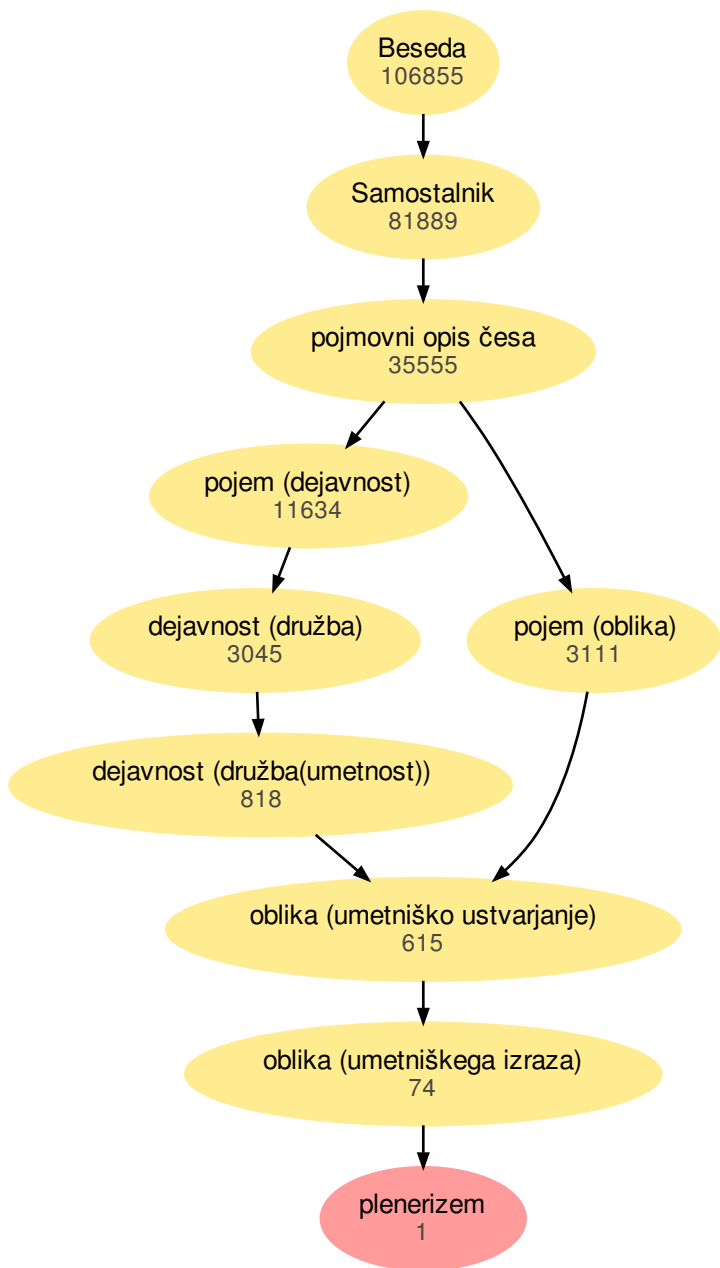 Beseda
106855
Samostalnik
81889
pojmovni opis česa
35555
pojem (dejavnost)
11634
dejavnost (družba)
3045
pojem (oblika)
3111
dejavnost (družba(umetnost))
818
oblika (umetniško ustvarjanje)
615
oblika (umetniškega izraza)
74
plenerizem
1